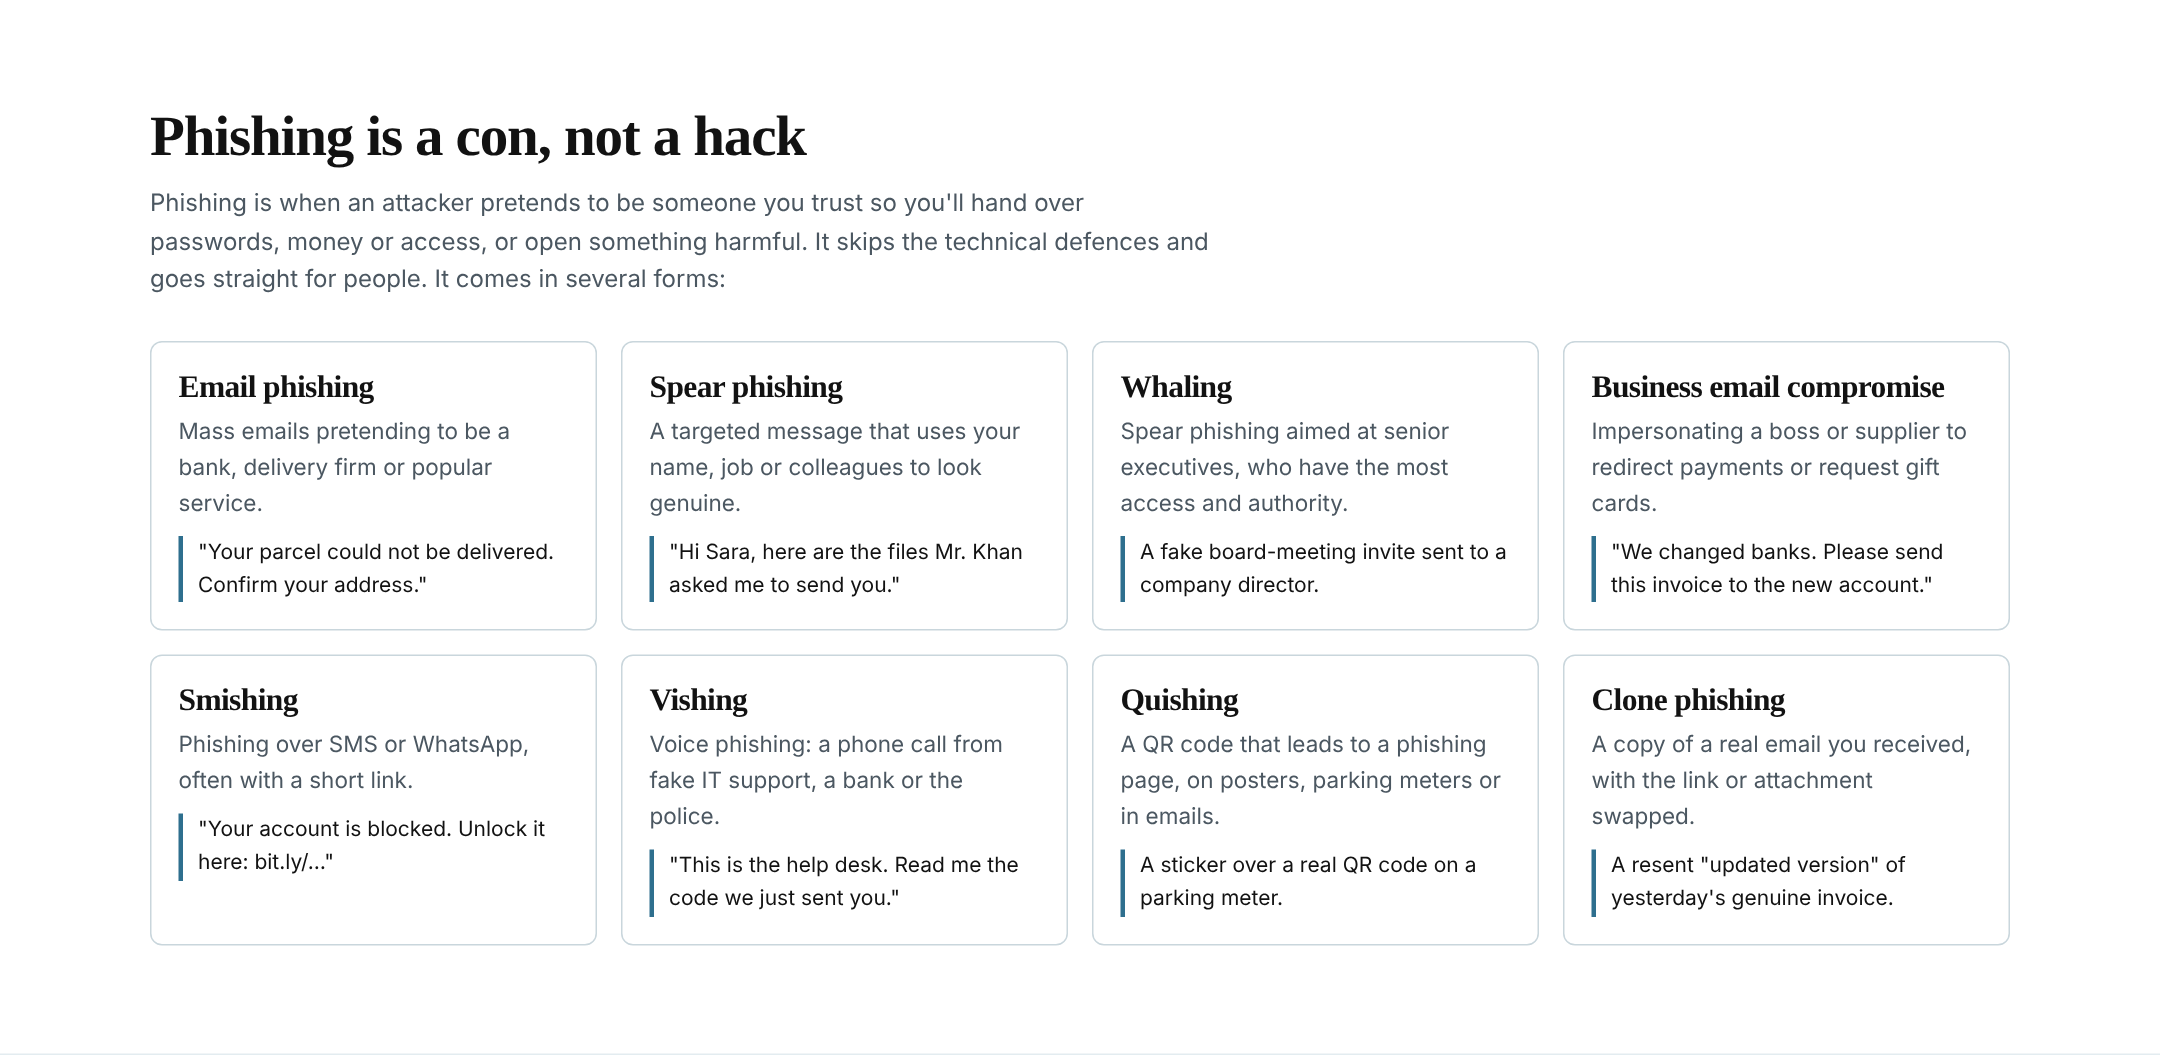 Phishing is a con, not a hack
Phishing is when an attacker pretends to be someone you trust so you'll hand over
passwords, money or access, or open something harmful. It skips the technical defences and
goes straight for people. It comes in several forms:
Email phishing
Mass emails pretending to be a
bank, delivery firm or popular
service.
"Your parcel could not be delivered.
Confirm your address."
Spear phishing
A targeted message that uses your
name, job or colleagues to look
genuine.
"Hi Sara, here are the files Mr. Khan
asked me to send you."
Whaling
Spear phishing aimed at senior
executives, who have the most
access and authority.
A fake board-meeting invite sent to a
company director.
Business email compromise
Impersonating a boss or supplier to
redirect payments or request gift
cards.
"We changed banks. Please send
this invoice to the new account."
Smishing
Phishing over SMS or WhatsApp,
often with a short link.
"Your account is blocked. Unlock it
here: bit.ly/..."
Vishing
Voice phishing: a phone call from
fake IT support, a bank or the
police.
"This is the help desk. Read me the
code we just sent you."
Quishing
A QR code that leads to a phishing
page, on posters, parking meters or
in emails.
A sticker over a real QR code on a
parking meter.
Clone phishing
A copy of a real email you received,
with the link or attachment
swapped.
A resent "updated version" of
yesterday's genuine invoice.